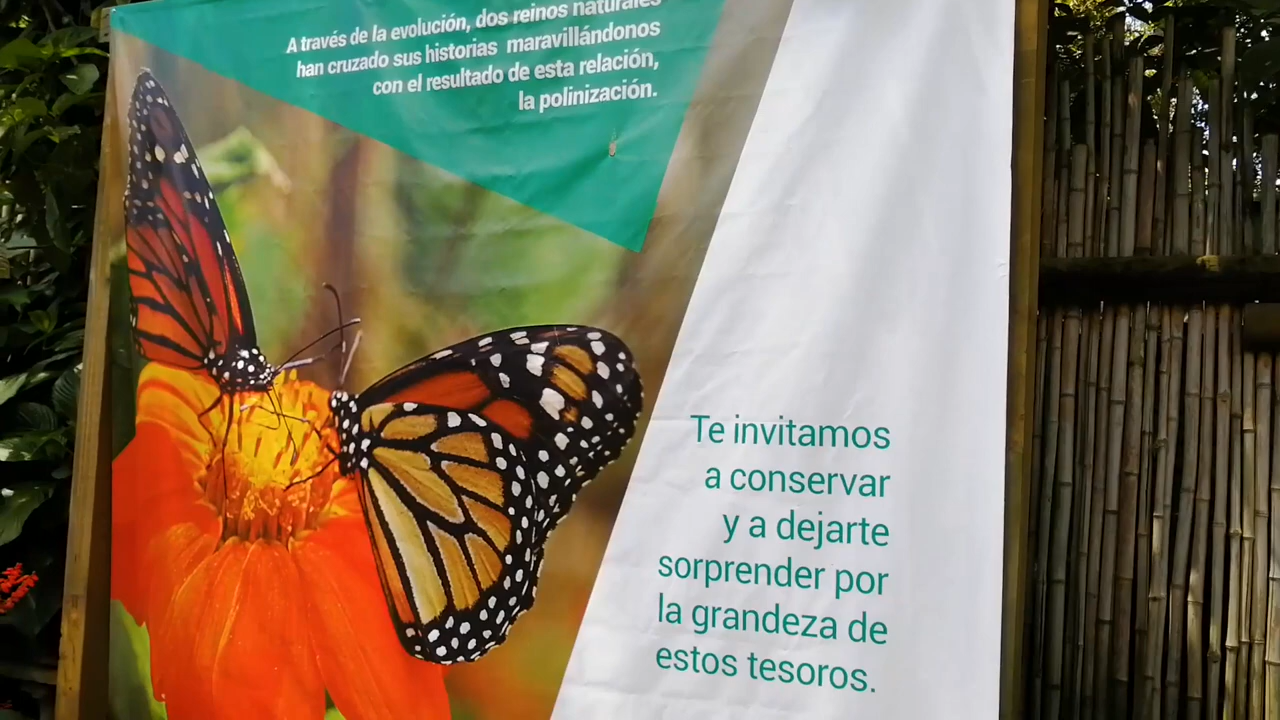 A través de la evolución, dos reinos naturales
han cruzado sus historias maravillándonos
con el resultado de esta relación,
la polinización.
Te invitamos
a conservar
y a dejarte
sorprender por
la grandeza de
estos tesoros.